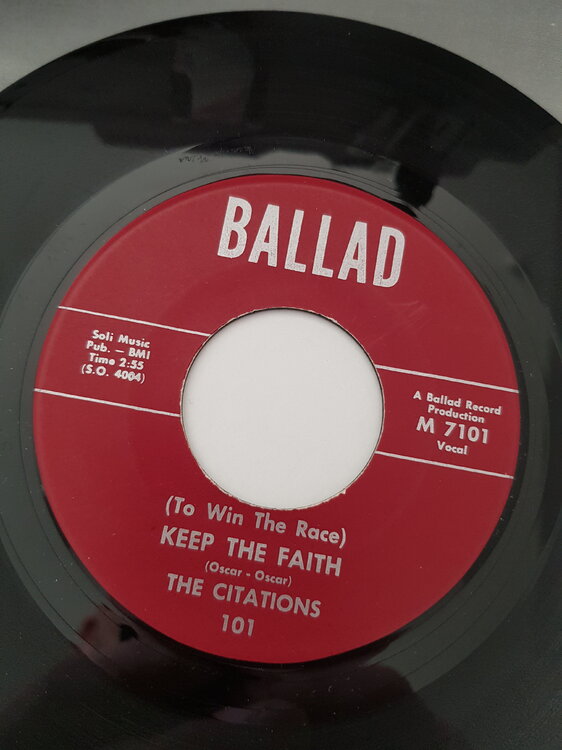 BALLAD
Soli Music
Pub. — BMI
Time 2:55
(S.O. 4004)
A Ballad Record
Production
M 7101
Vocal
(To Win The Race)
KEEP THE FAITH
(Oscar - Oscar)
THE CITATIONS
101